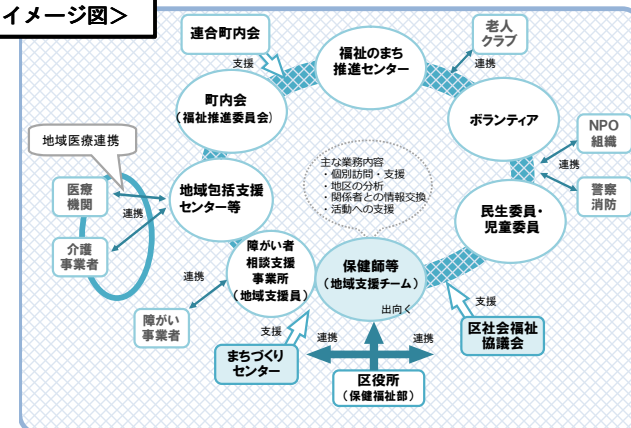 イメージ図＞
連合町内会
支援
福祉のまち
推進センター
老人
クラブ
連携
町内会
（福祉推進委員会）
ボランティア
NPO
組織
連携
警察
消防
地域医療連携
主な業務内容
・個別訪問・支援
・地区の分析
・関係者との情報交換
・活動への支援
医療
機関
連携
介護
事業者
地域包括支援
センター等
民生委員・
児童委員
障がい者
相談支援
事業所
（地域支援員）
保健師等
（地域支援チーム）
出向く
連携
障がい
事業者
支援
まちづくり
センター
連携
連携
支援
区社会福祉
協議会
区役所
（保健福祉部）